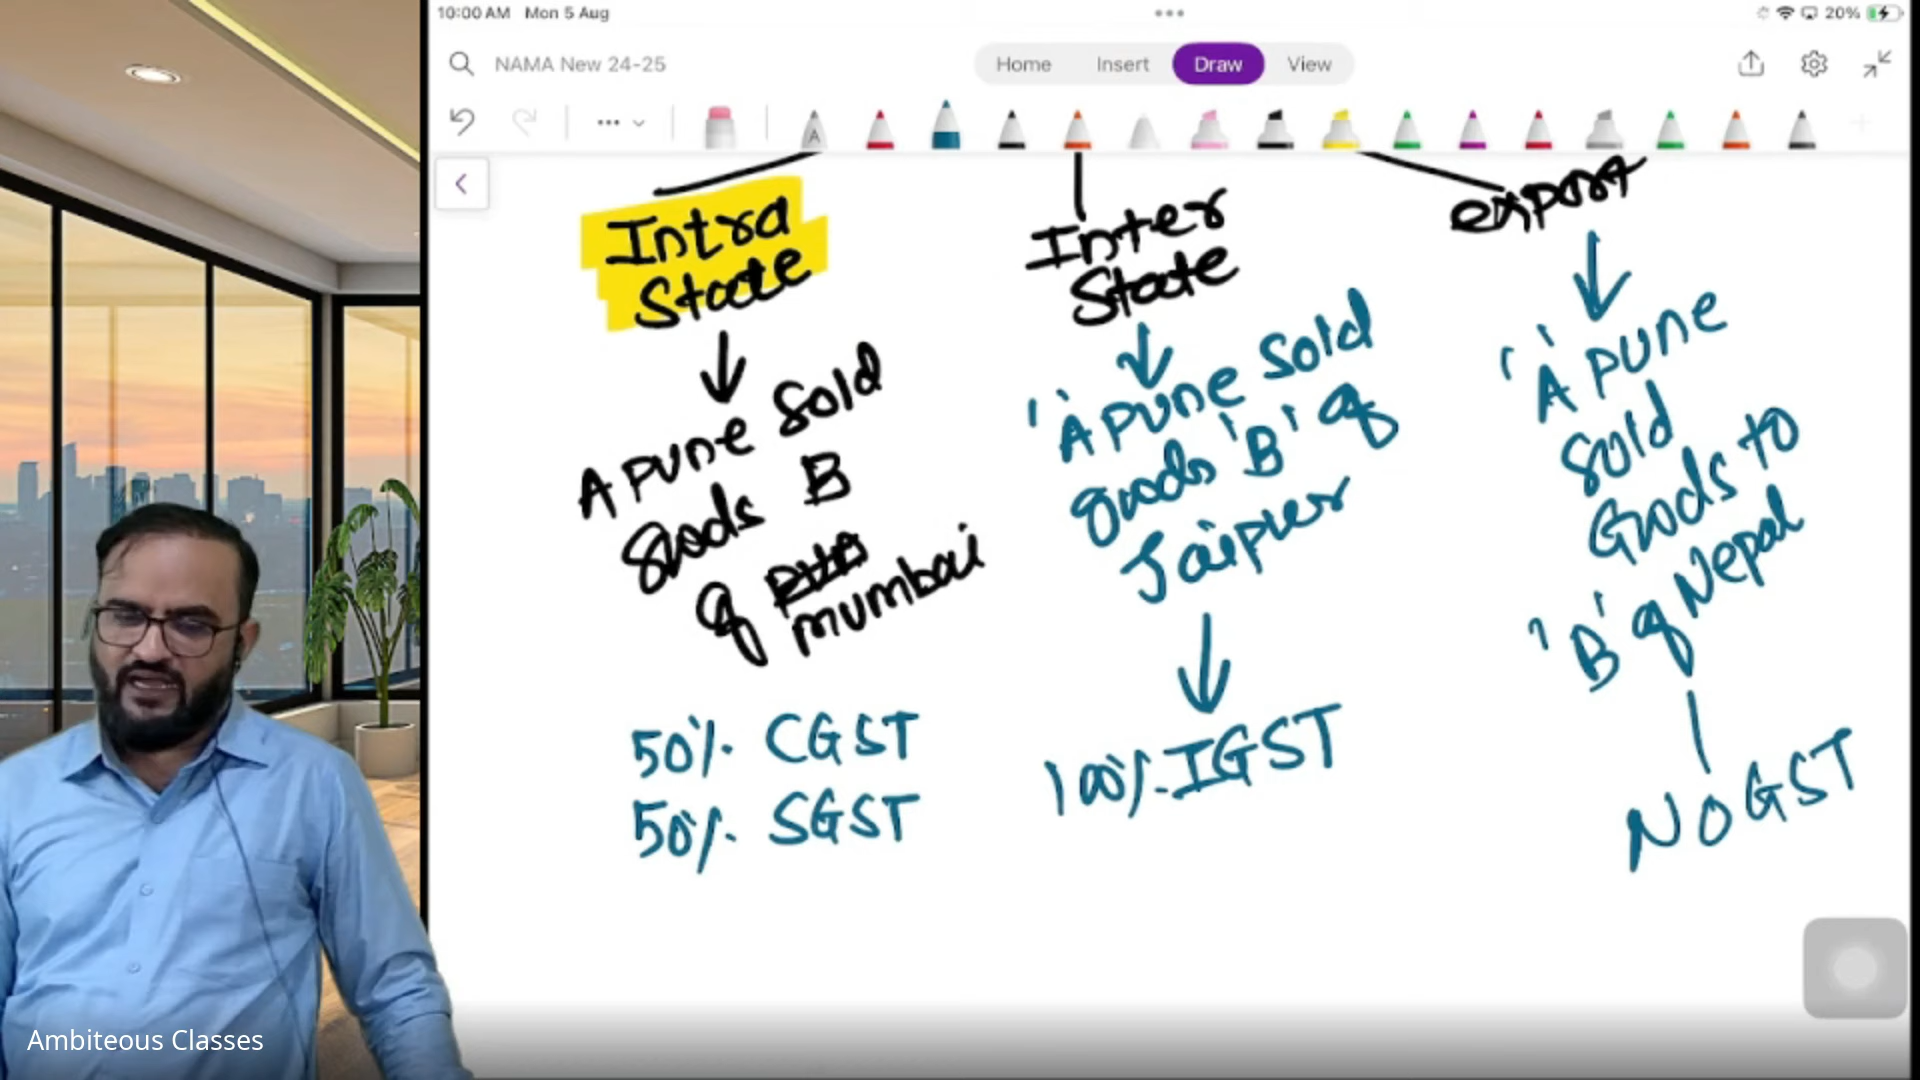 10:00 AM Mon 5 Aug
20%
NAMA New 24-25
Home Insert Draw View
A
Intra
State
A pune Sold
Goods B
of
mumbai
50% CGST
50% SGST
Inter
State
'A' pune Sold
goods 'B' of
Jaipur
100% IGST
export
'A' pune
Sold
Goods to
'B' of Nepal
NO GST
Ambiteous Classes